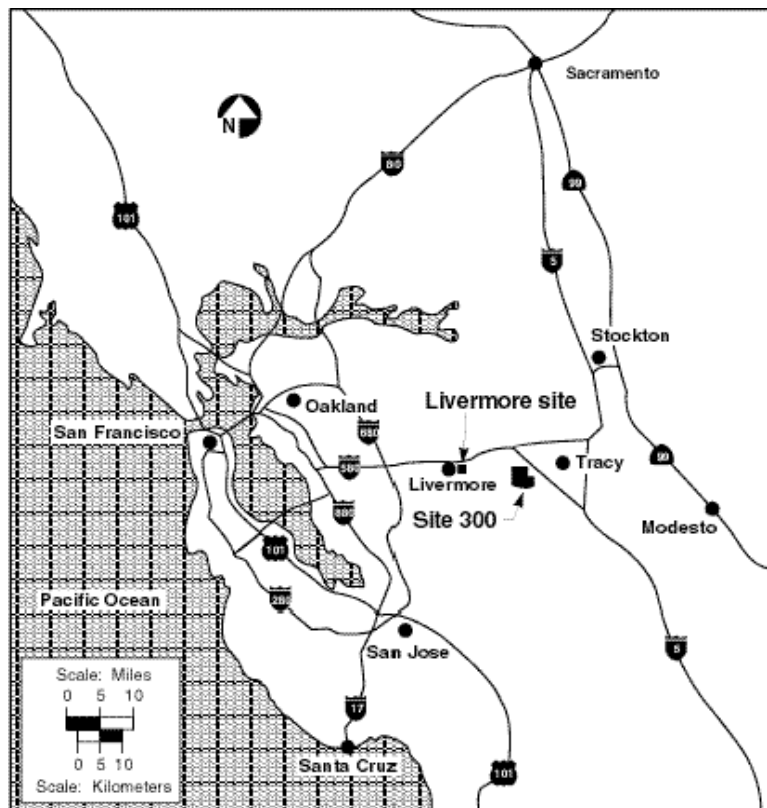 Sacramento
N
80
99
101
5
Stockton
Oakland
Livermore site
San Francisco
680
Tracy
99
Livermore
Site 300
Modesto
880
101
Pacific Ocean
280
San Jose
5
Scale: Miles
0 5 10
17
0 5 10
Scale: Kilometers
Santa Cruz
101